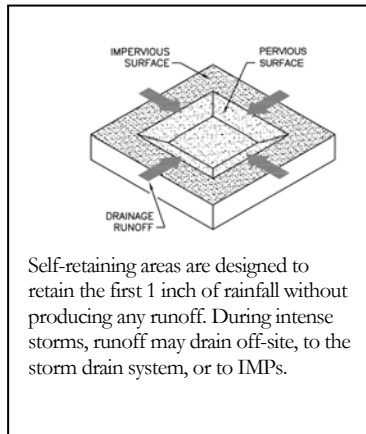 IMPERVIOUS
SURFACE
PERVIOUS
SURFACE
DRAINAGE
RUNOFF
Self-retaining areas are designed to
retain the first 1 inch of rainfall without
producing any runoff. During intense
storms, runoff may drain off-site, to the
storm drain system, or to IMPs.